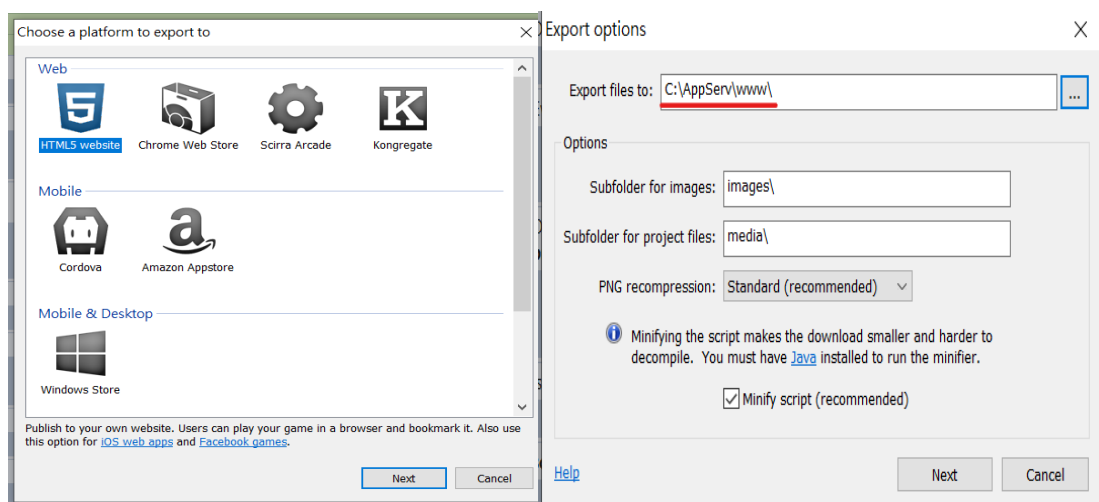 Choose a platform to export to
Web
HTML5 website
Chrome Web Store
Scirra Arcade
Kongregate
Mobile
Cordova
Amazon Appstore
Mobile & Desktop
Windows Store
Publish to your own website. Users can play your game in a browser and bookmark it. Also use
this option for iOS web apps and Facebook games.
Next
Cancel
Export options
Export files to:
C:\AppServ\www\
...
Options
Subfolder for images:
images\
Subfolder for project files:
media\
PNG recompression:
Standard (recommended)
Minifying the script makes the download smaller and harder to
decompile. You must have Java installed to run the minifier.
Minify script (recommended)
Help
Next
Cancel